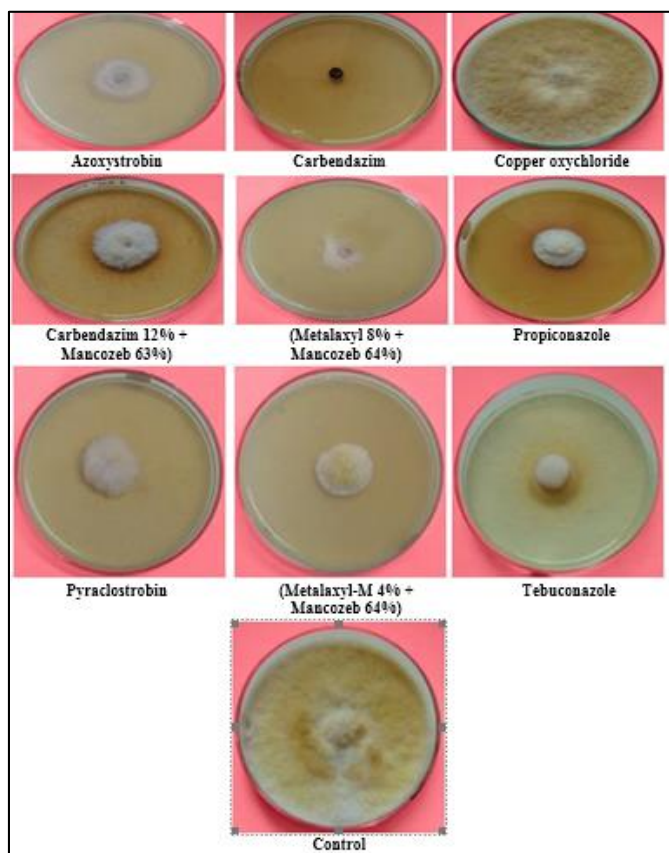 Azoxystrobin
Carbendazim
Copper oxychloride
Carbendazim 12% +
Mancozeb 63%)
(Metalaxyl 8% +
Mancozeb 64%)
Propiconazole
Pyraclostrobin
(Metalaxyl-M 4% +
Mancozeb 64%)
Tebuconazole
Control